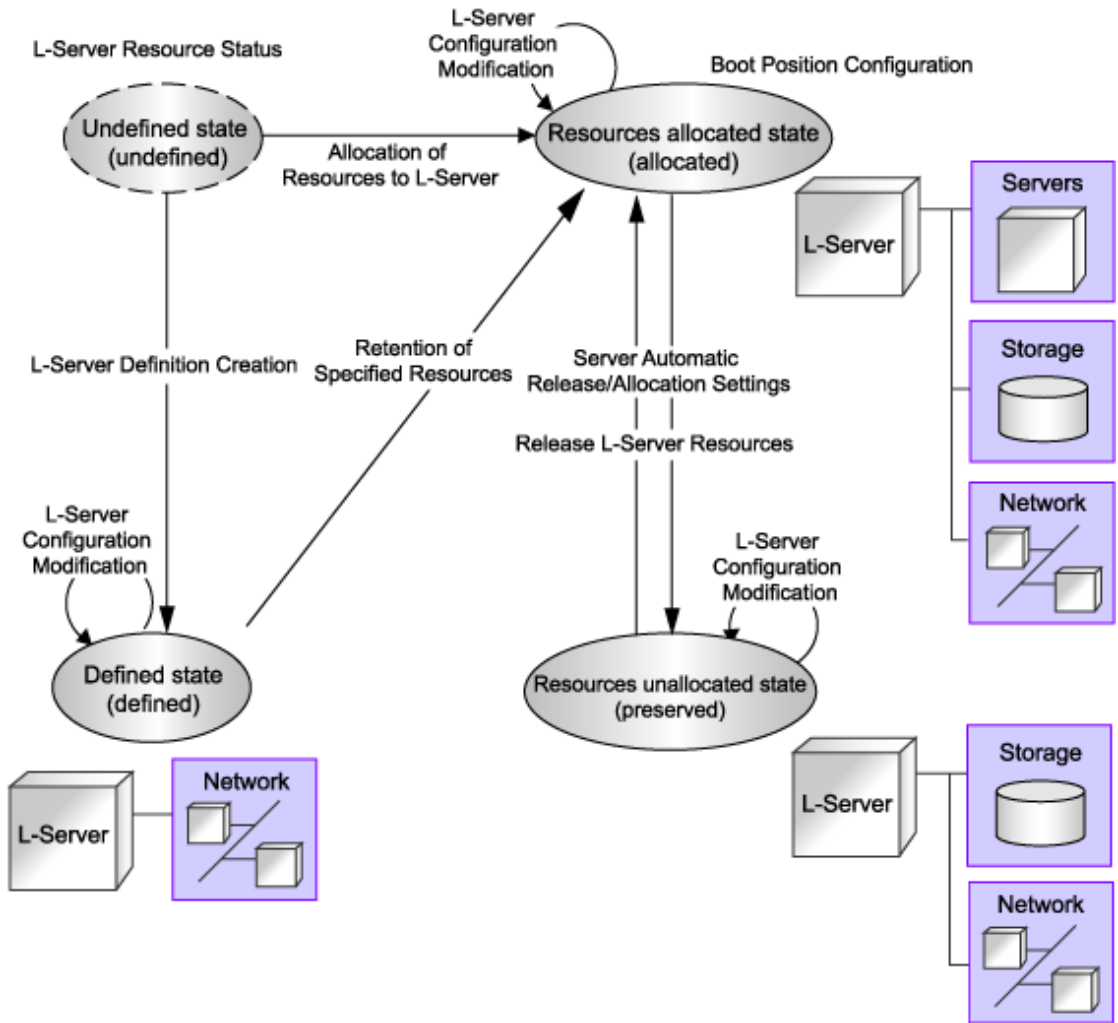 L-Server Resource Status
L-Server
Configuration
Modification
Boot Position Configuration
Undefined state
(undefined)
Allocation of
Resources to L-Server
Resources allocated state
(allocated)
L-Server
Servers
Storage
Network
L-Server Definition Creation
Retention of
Specified Resources
Server Automatic
Release/Allocation Settings
Release L-Server Resources
L-Server
Configuration
Modification
Defined state
(defined)
L-Server
Configuration
Modification
Resources unallocated state
(preserved)
L-Server
Network
L-Server
Storage
Network